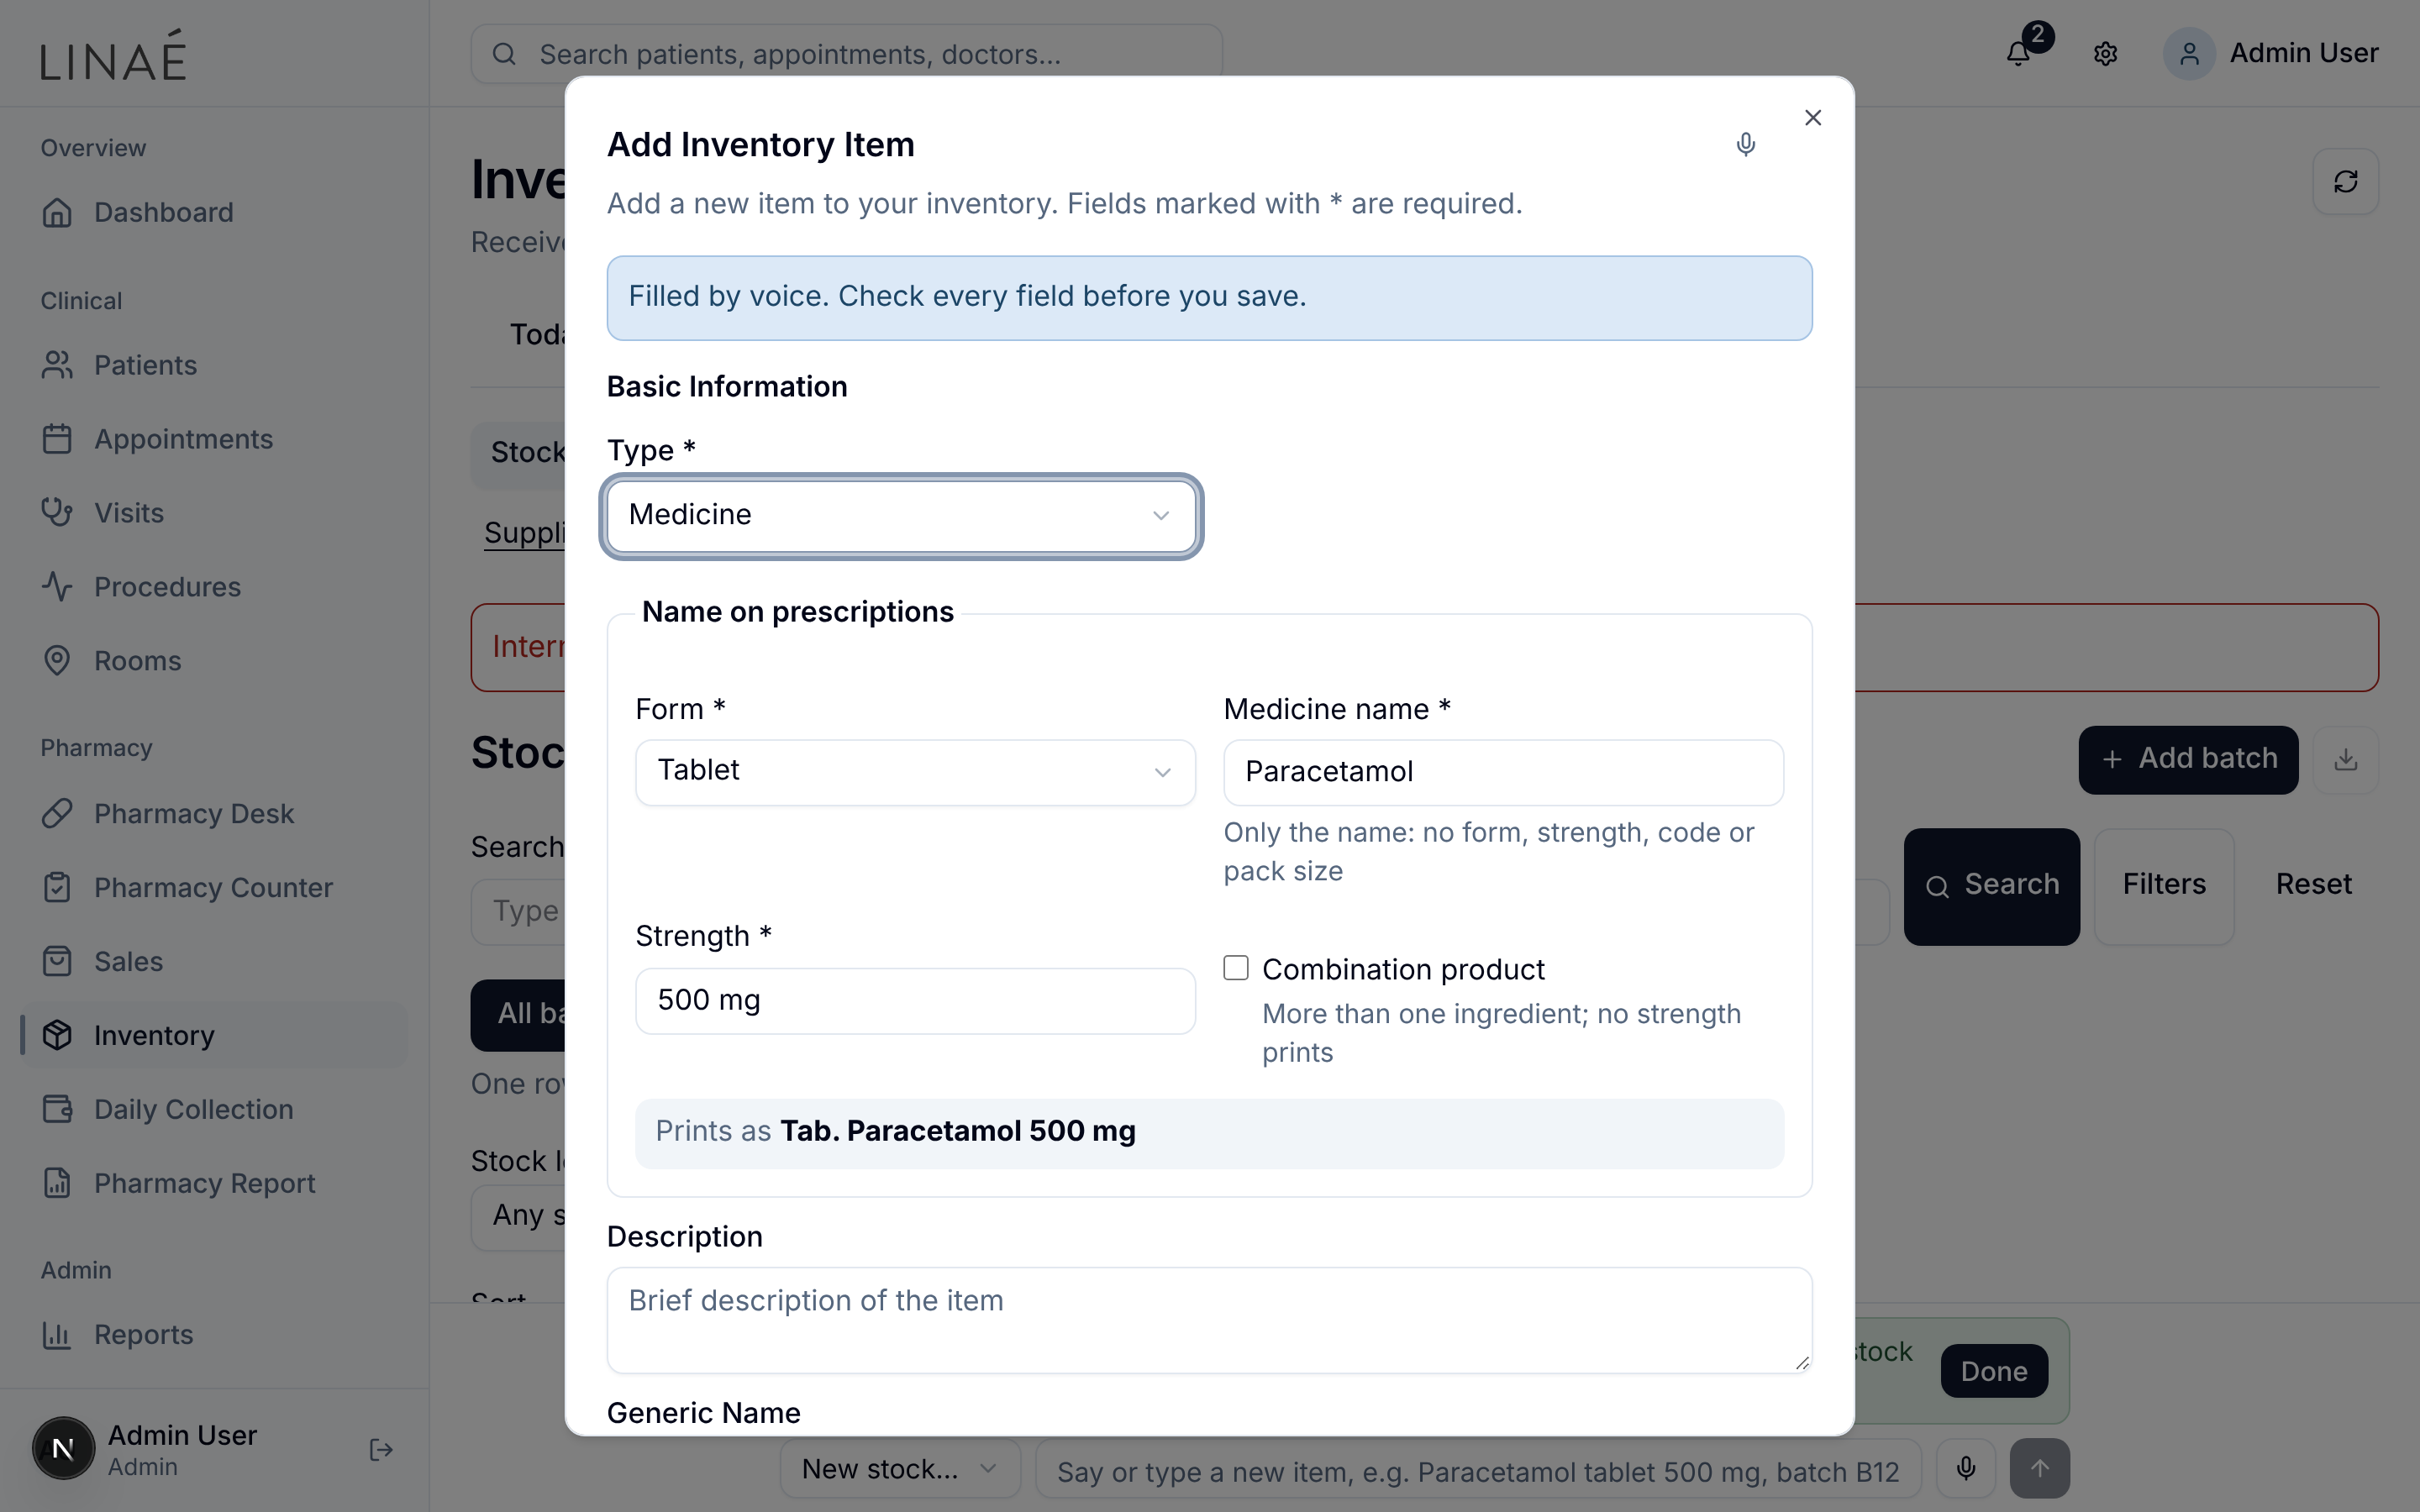 LINAÉ
Search patients, appointments, doctors...
2
Admin User
Overview
Dashboard
Clinical
Patients
Appointments
Visits
Procedures
Rooms
Pharmacy
Pharmacy Desk
Pharmacy Counter
Sales
Inventory
Daily Collection
Pharmacy Report
Admin
Reports
N
Admin User
Admin
Add Inventory Item
Add a new item to your inventory. Fields marked with * are required.
Filled by voice. Check every field before you save.
Basic Information
Type *
Medicine
Name on prescriptions
Form *
Tablet
Medicine name *
Paracetamol
Only the name: no form, strength, code or
pack size
Strength *
500 mg
Combination product
More than one ingredient; no strength
prints
Prints as Tab. Paracetamol 500 mg
Description
Brief description of the item
Generic Name
Stock
Search
Type
Any
Add batch
Search
Filters
Reset
stock
Done
New stock...
Say or type a new item, e.g. Paracetamol tablet 500 mg, batch B12